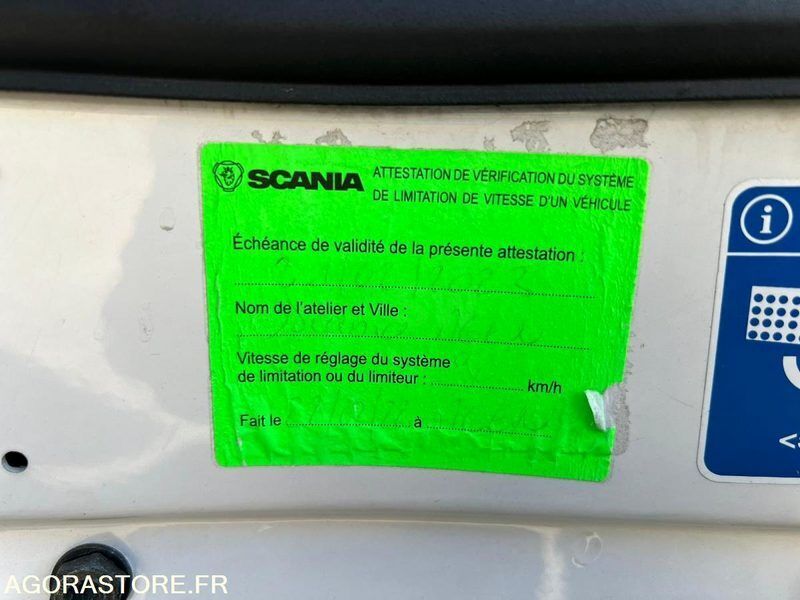 SCANIA
ATTESTATION DE VÉRIFICATION DU SYSTÈME
DE LIMITATION DE VITESSE D'UN VÉHICULE
Échéance de validité de la présente attestation :
Nom de l'atelier et Ville :
Vitesse de réglage du système
de limitation ou du limiteur : km/h
Fait le à
AGORASTORE.FR